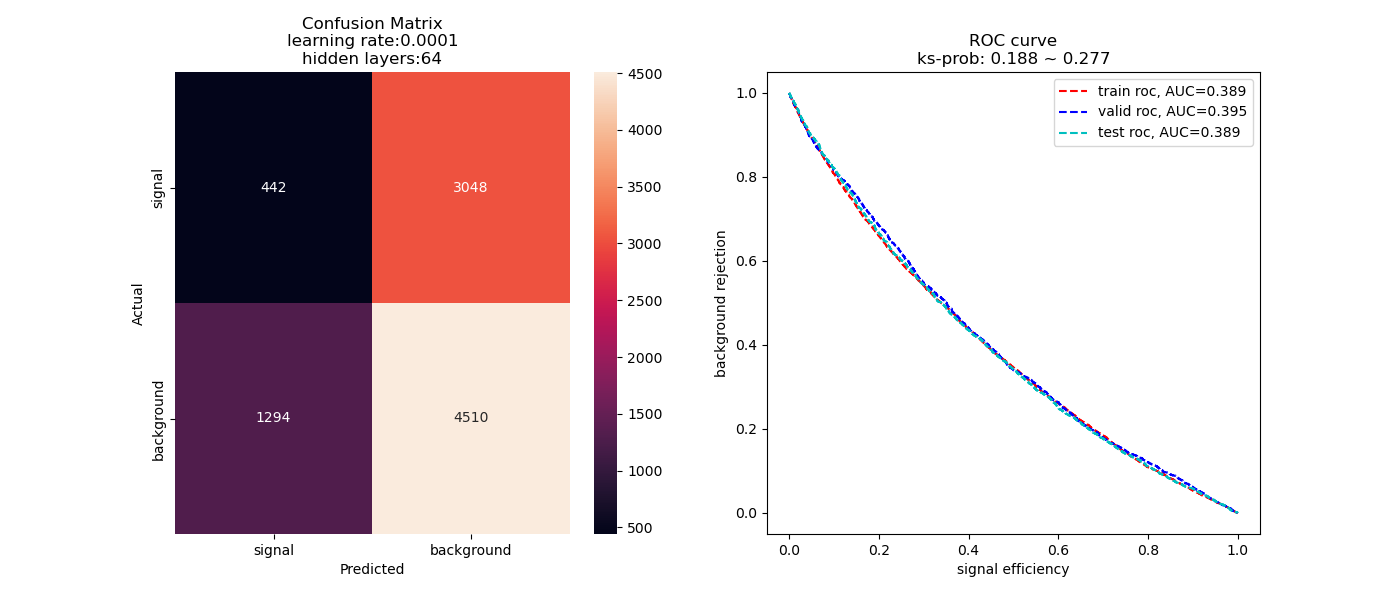 Confusion Matrix
learning rate:0.0001
hidden layers:64
signal
background
Actual
442
3048
1294
4510
signal
background
Predicted
4500
4000
3500
3000
2500
2000
1500
1000
500
ROC curve
ks-prob: 0.188 ~ 0.277
train roc, AUC=0.389
valid roc, AUC=0.395
test roc, AUC=0.389
background rejection
1.0
0.8
0.6
0.4
0.2
0.0
0.0
0.2
0.4
0.6
0.8
1.0
signal efficiency